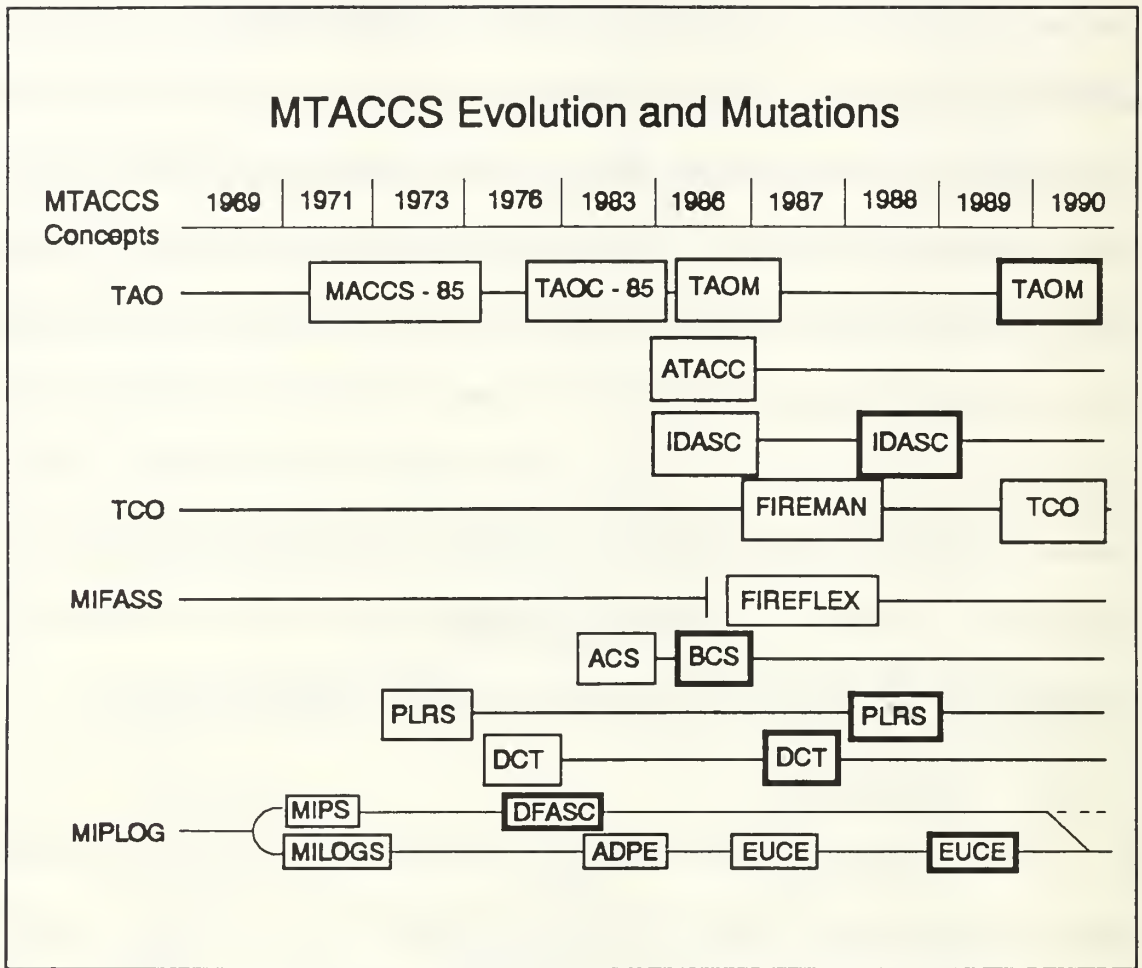 MTACCS Evolution and Mutations
MTACCS Concepts
1969 1971 1973 1976 1983 1986 1987 1988 1989 1990
TAO MACCS - 85 TAOC - 85 TAOM TAOM
ATACC
IDASC IDASC
TCO FIREMAN TCO
MIFASS FIREFLEX
ACS BCS
PLRS PLRS
DCT DCT
MIPLOG
MIPS DFASC
MILOGS ADPE EUCE EUCE